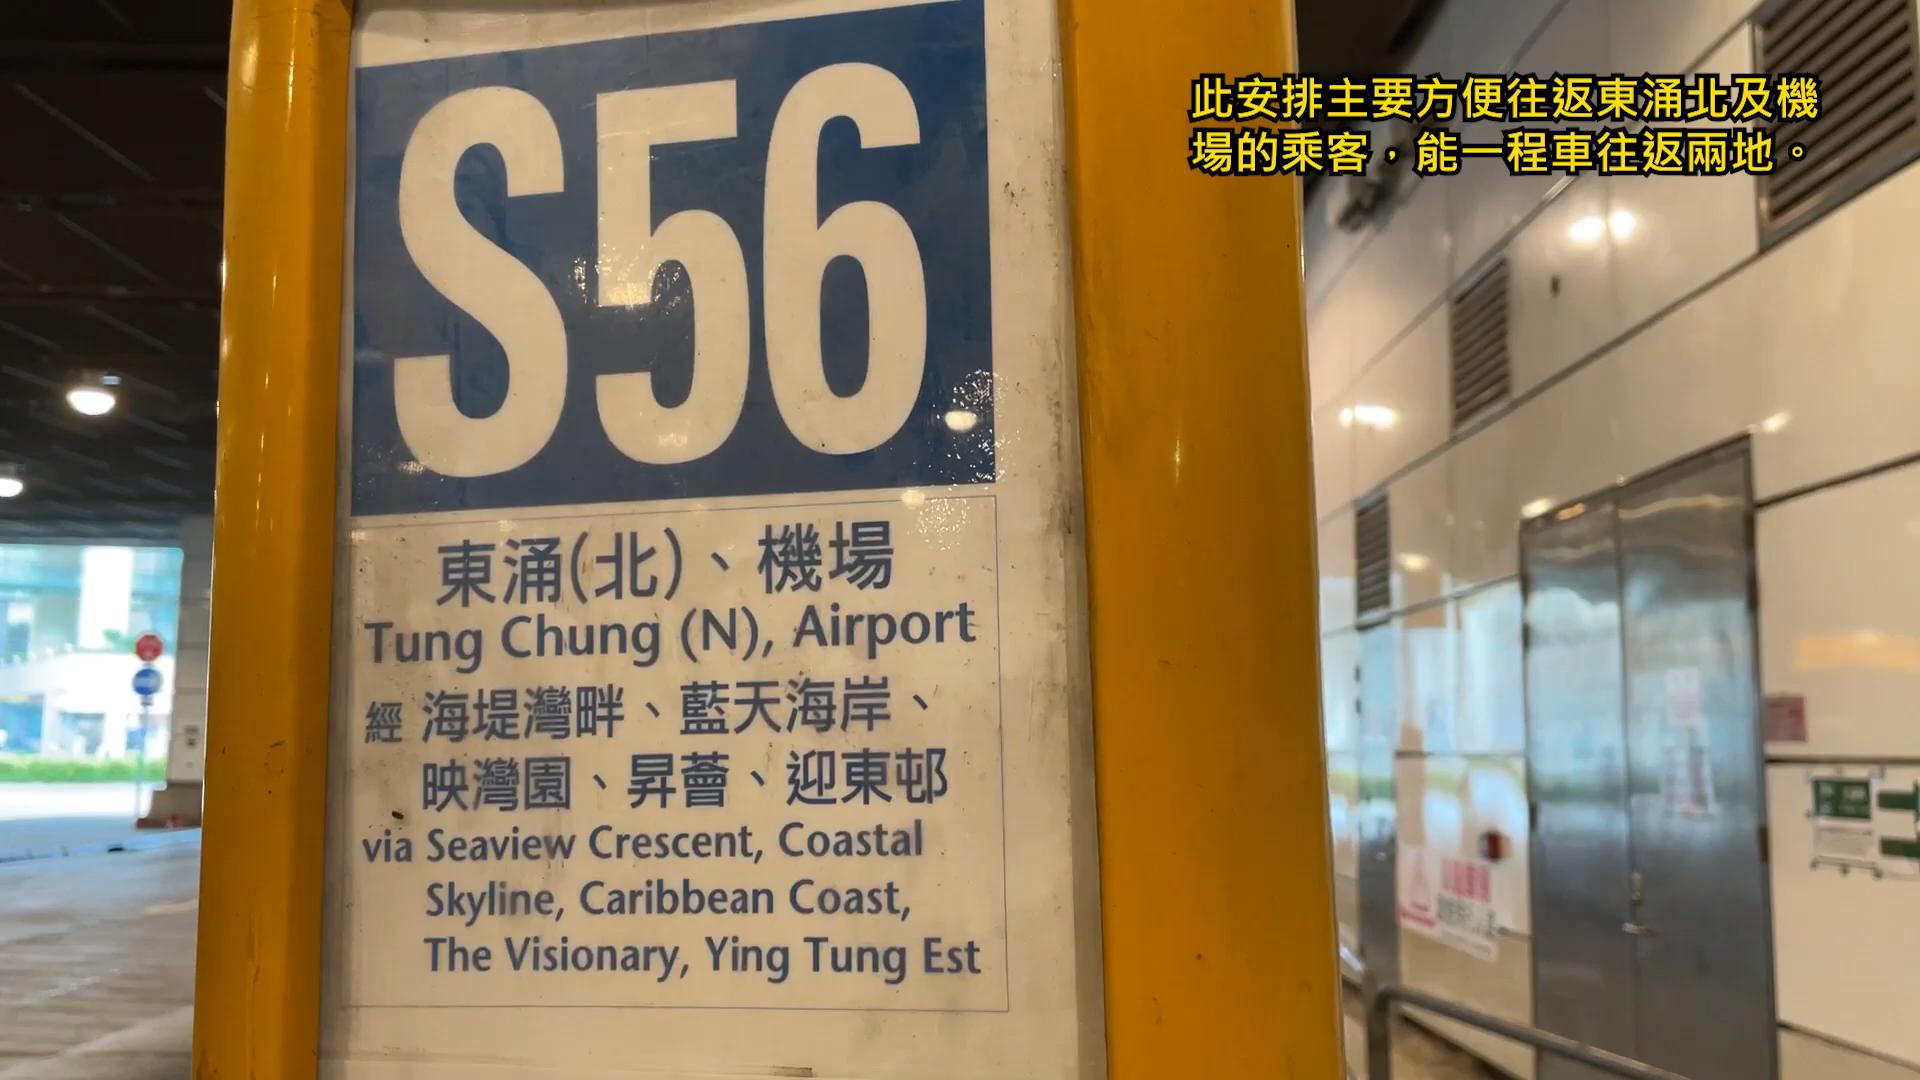 此安排主要方便往返東涌北及機
場的乘客，能一程車往返兩地。
S56
東涌(北)、機場
Tung Chung (N), Airport
經 海堤灣畔、藍天海岸、
映灣園、昇薈、迎東邨
via Seaview Crescent, Coastal
Skyline, Caribbean Coast,
The Visionary, Ying Tung Est